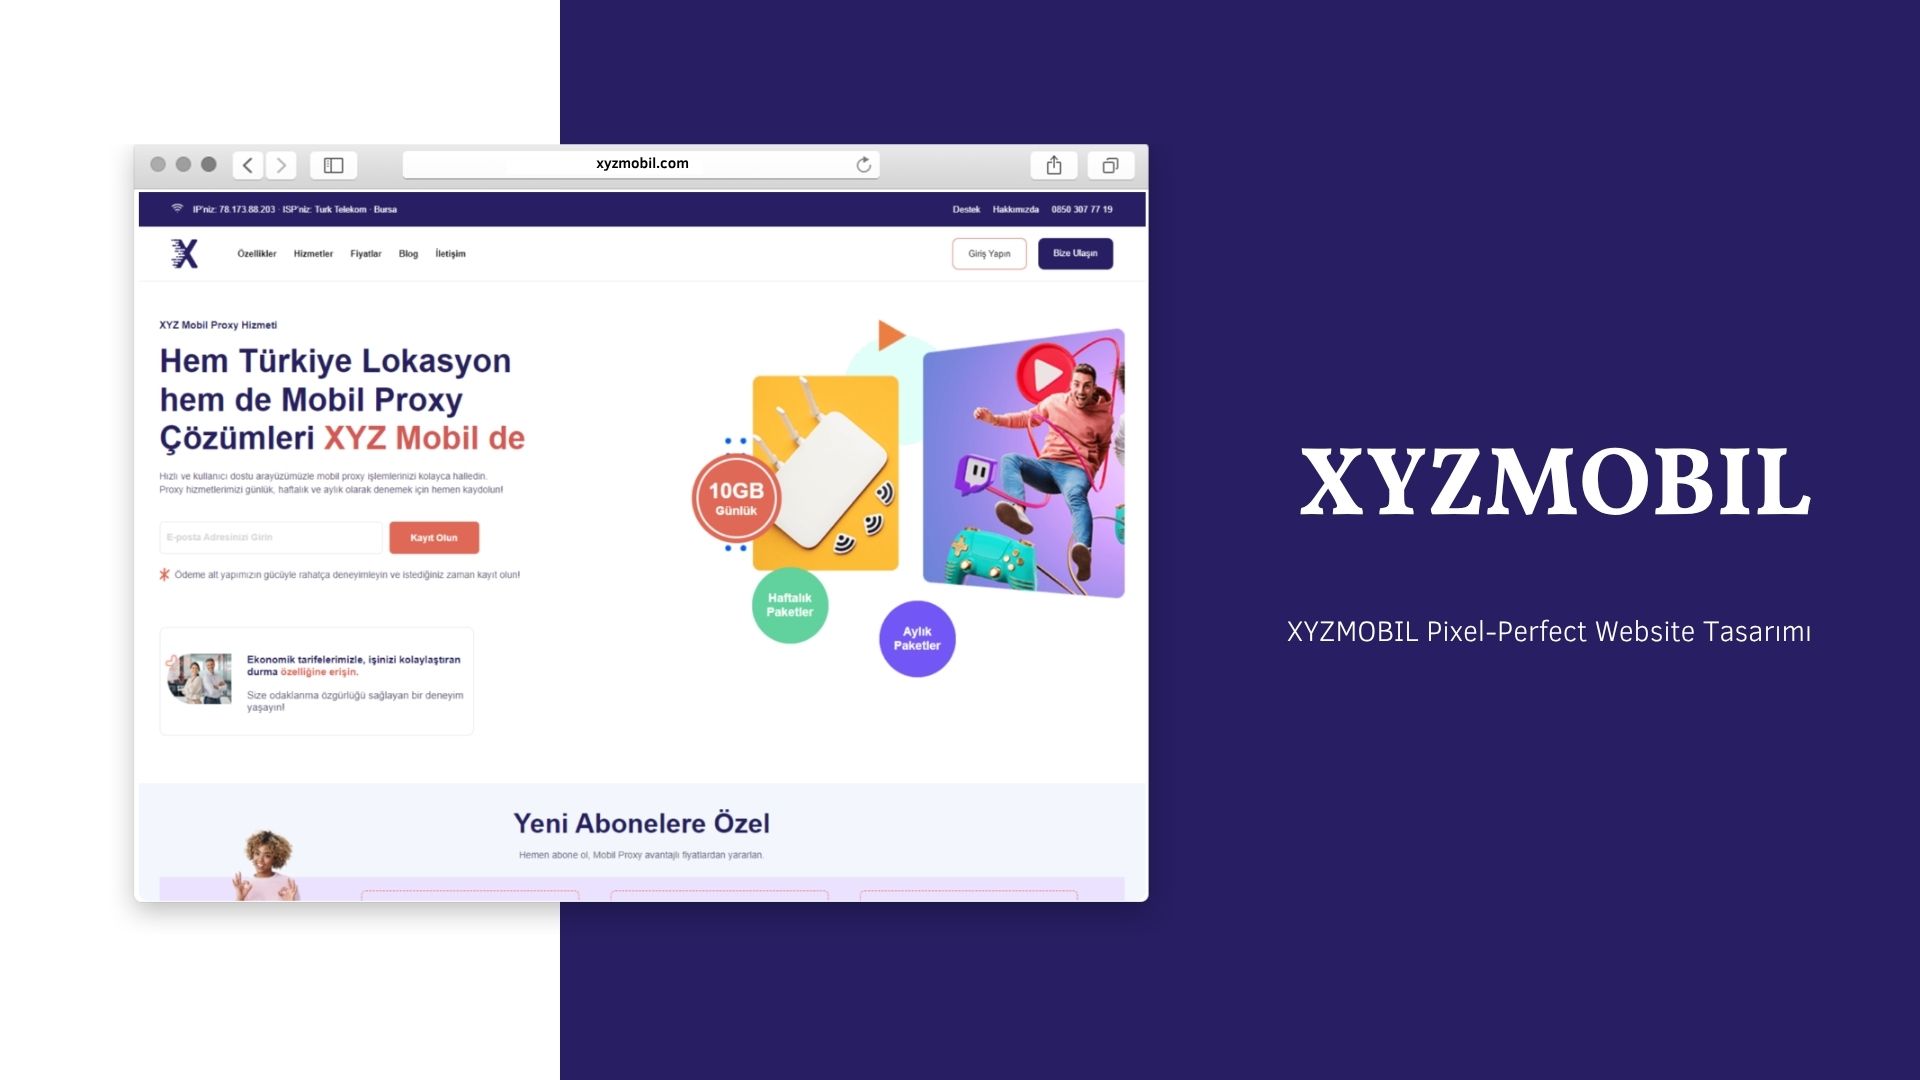 xyzmobil.com
IP'niz: 78.173.88.203 · ISP'niz: Turk Telekom - Bursa
Destek Hakkımızda 0850 307 77 19
X
Özellikler Hizmetler Fiyatlar Blog İletişim
Giriş Yapın Bize Ulaşın
XYZ Mobil Proxy Hizmeti
Hem Türkiye Lokasyon
hem de Mobil Proxy
Çözümleri XYZ Mobil de
Hızlı ve kullanıcı dostu arayüzümüzle mobil proxy işlemlerinizi kolayca halledin.
Proxy hizmetlerimizi günlük, haftalık ve aylık olarak denemek için hemen kaydolun!
E-posta Adresinizi Girin
Kayıt Olun
Ödeme alt yapımızın gücüyle rahatça deneyimleyin ve istediğiniz zaman kayıt olun!
Ekonomik tarifelerimizle, işinizi kolaylaştıran
durma özelliğine erişin.
Size odaklanma özgürlüğü sağlayan bir deneyim
yaşayın!
10GB
Günlük
Haftalık
Paketler
Aylık
Paketler
Yeni Abonelere Özel
Hemen abone ol, Mobil Proxy avantajlı fiyatlardan yararlan.
XYZMOBIL
XYZMOBIL Pixel-Perfect Website Tasarımı